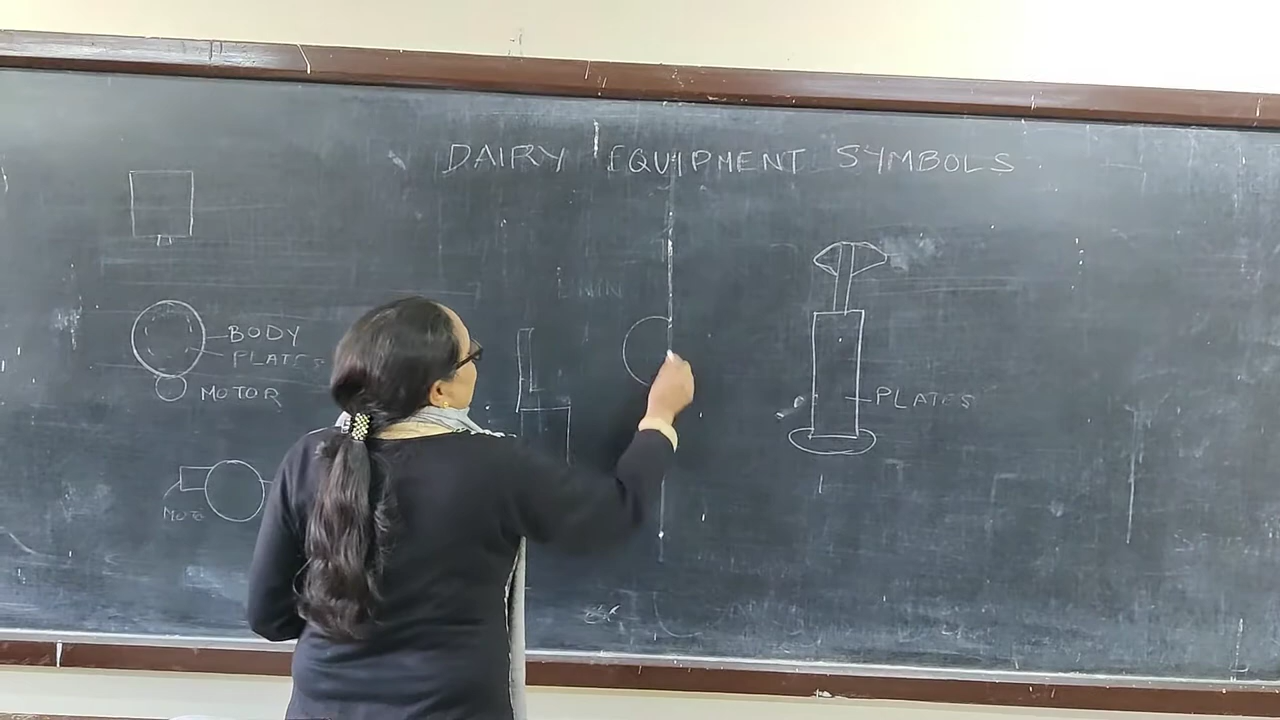 DAIRY EQUIPMENT SYMBOLS
BODY
PLATES
MOTOR
PLATES
MOTO